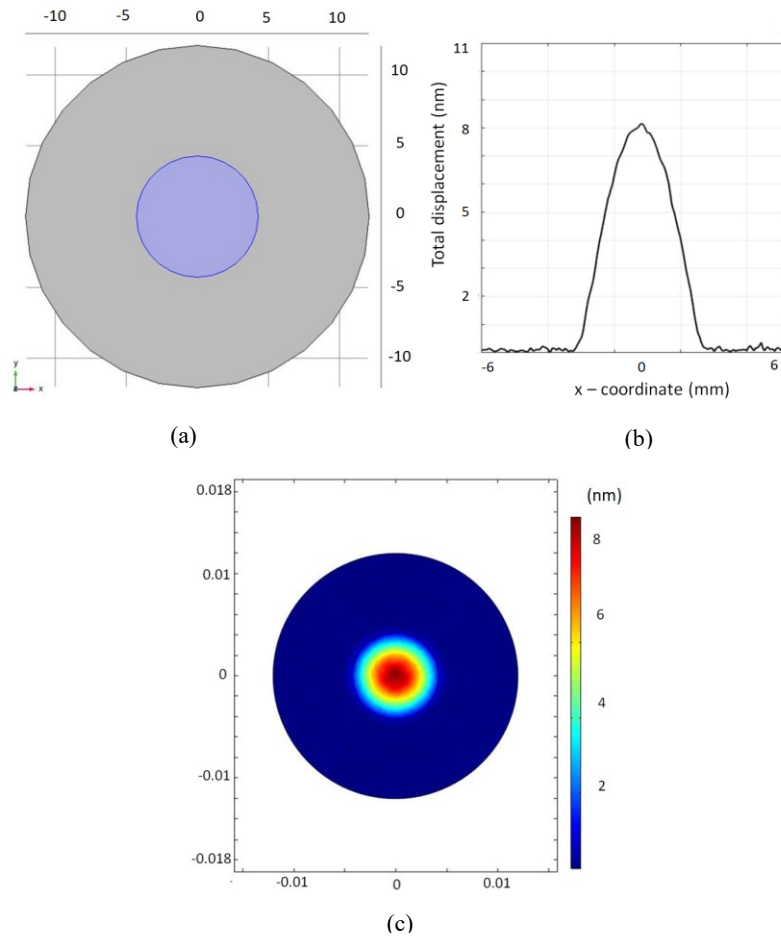 -10 -5 0 5 10
10
5
0
-5
-10
y
x
(a)
11
8
5
2
Total displacement (nm)
-6 0 6
x – coordinate (mm)
(b)
0.018
0.01
0
-0.01
-0.018
-0.01 0 0.01
(nm)
8
6
4
2
(c)